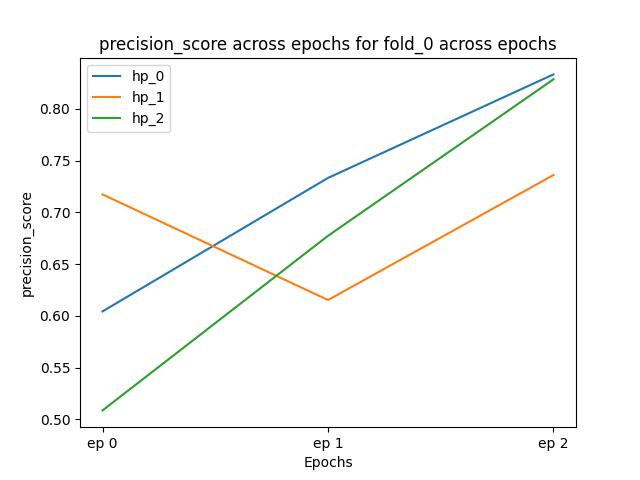 precision_score across epochs for fold_0 across epochs
hp_0
hp_1
hp_2
precision_score
0.80
0.75
0.70
0.65
0.60
0.55
0.50
ep 0
ep 1
ep 2
Epochs